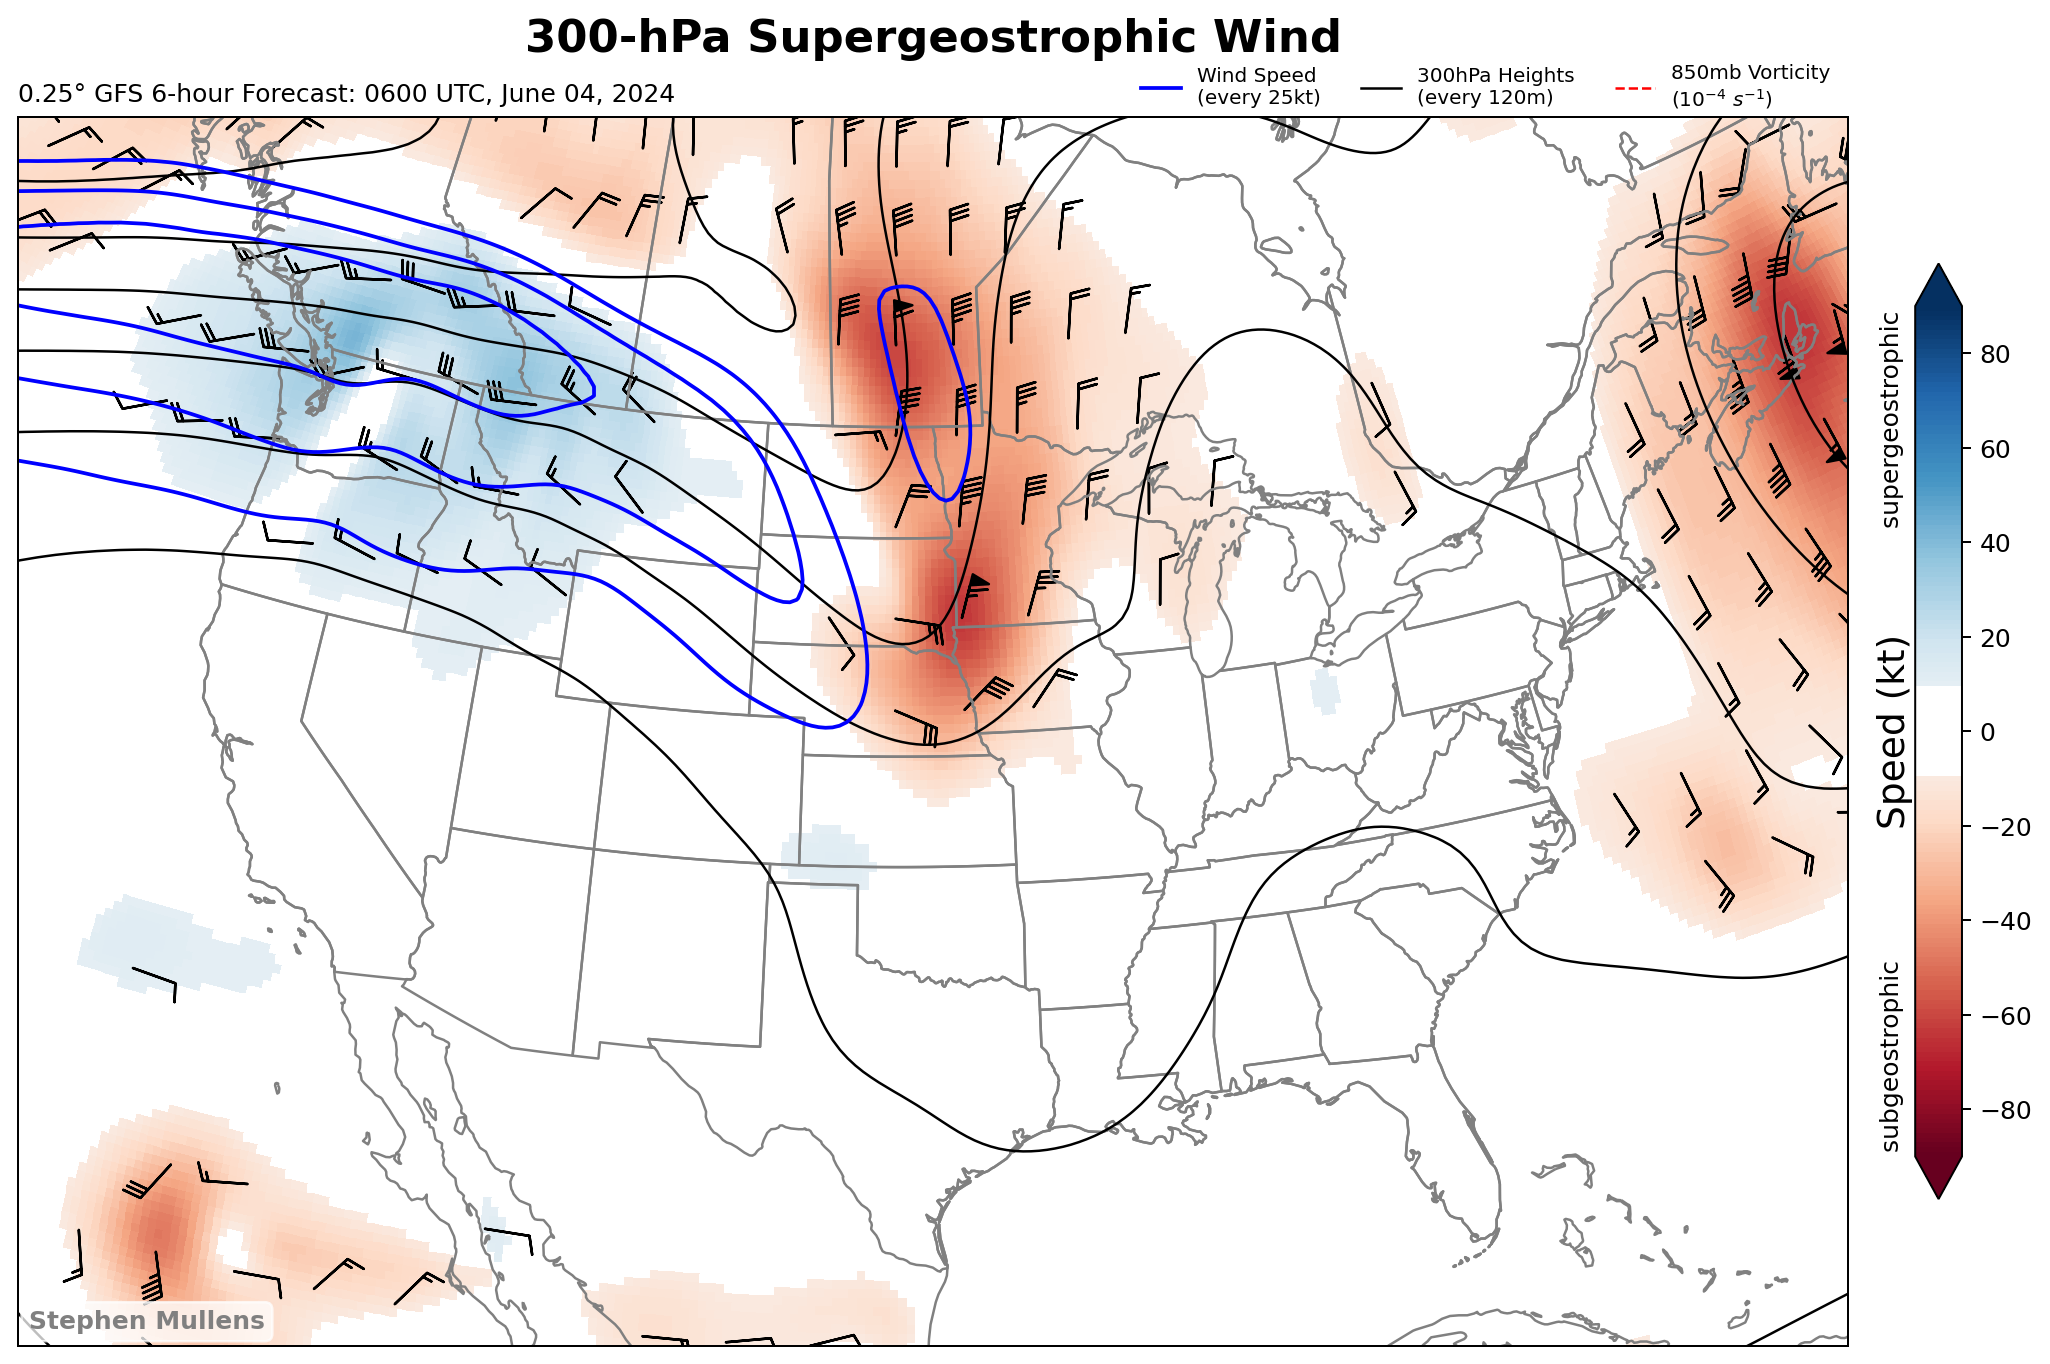 300-hPa Supergeostrophic Wind
0.25° GFS 6-hour Forecast: 0600 UTC, June 04, 2024
Wind Speed
(every 25kt)
300hPa Heights
(every 120m)
850mb Vorticity
(10⁻⁴ s⁻¹)
supergeostrophic
Speed (kt)
subgeostrophic
80
60
40
20
0
−20
−40
−60
−80
Stephen Mullens